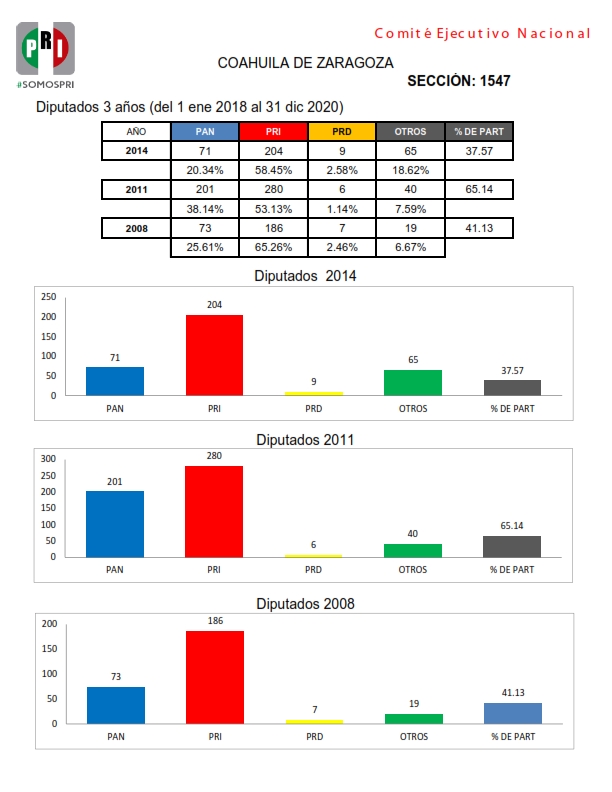 Comité Ejecutivo Nacional
PRI
#SOMOSPRI
COAHUILA DE ZARAGOZA
SECCIÓN: 1547
Diputados 3 años (del 1 ene 2018 al 31 dic 2020)
AÑO PAN PRI PRD OTROS % DE PART
2014 71 204 9 65 37.57
20.34% 58.45% 2.58% 18.62%
2011 201 280 6 40 65.14
38.14% 53.13% 1.14% 7.59%
2008 73 186 7 19 41.13
25.61% 65.26% 2.46% 6.67%
Diputados 2014
250
200
150
100
50
0
71 204 9 65 37.57
PAN PRI PRD OTROS % DE PART
Diputados 2011
300
250
200
150
100
50
0
201 280 6 40 65.14
PAN PRI PRD OTROS % DE PART
Diputados 2008
200
150
100
50
0
73 186 7 19 41.13
PAN PRI PRD OTROS % DE PART